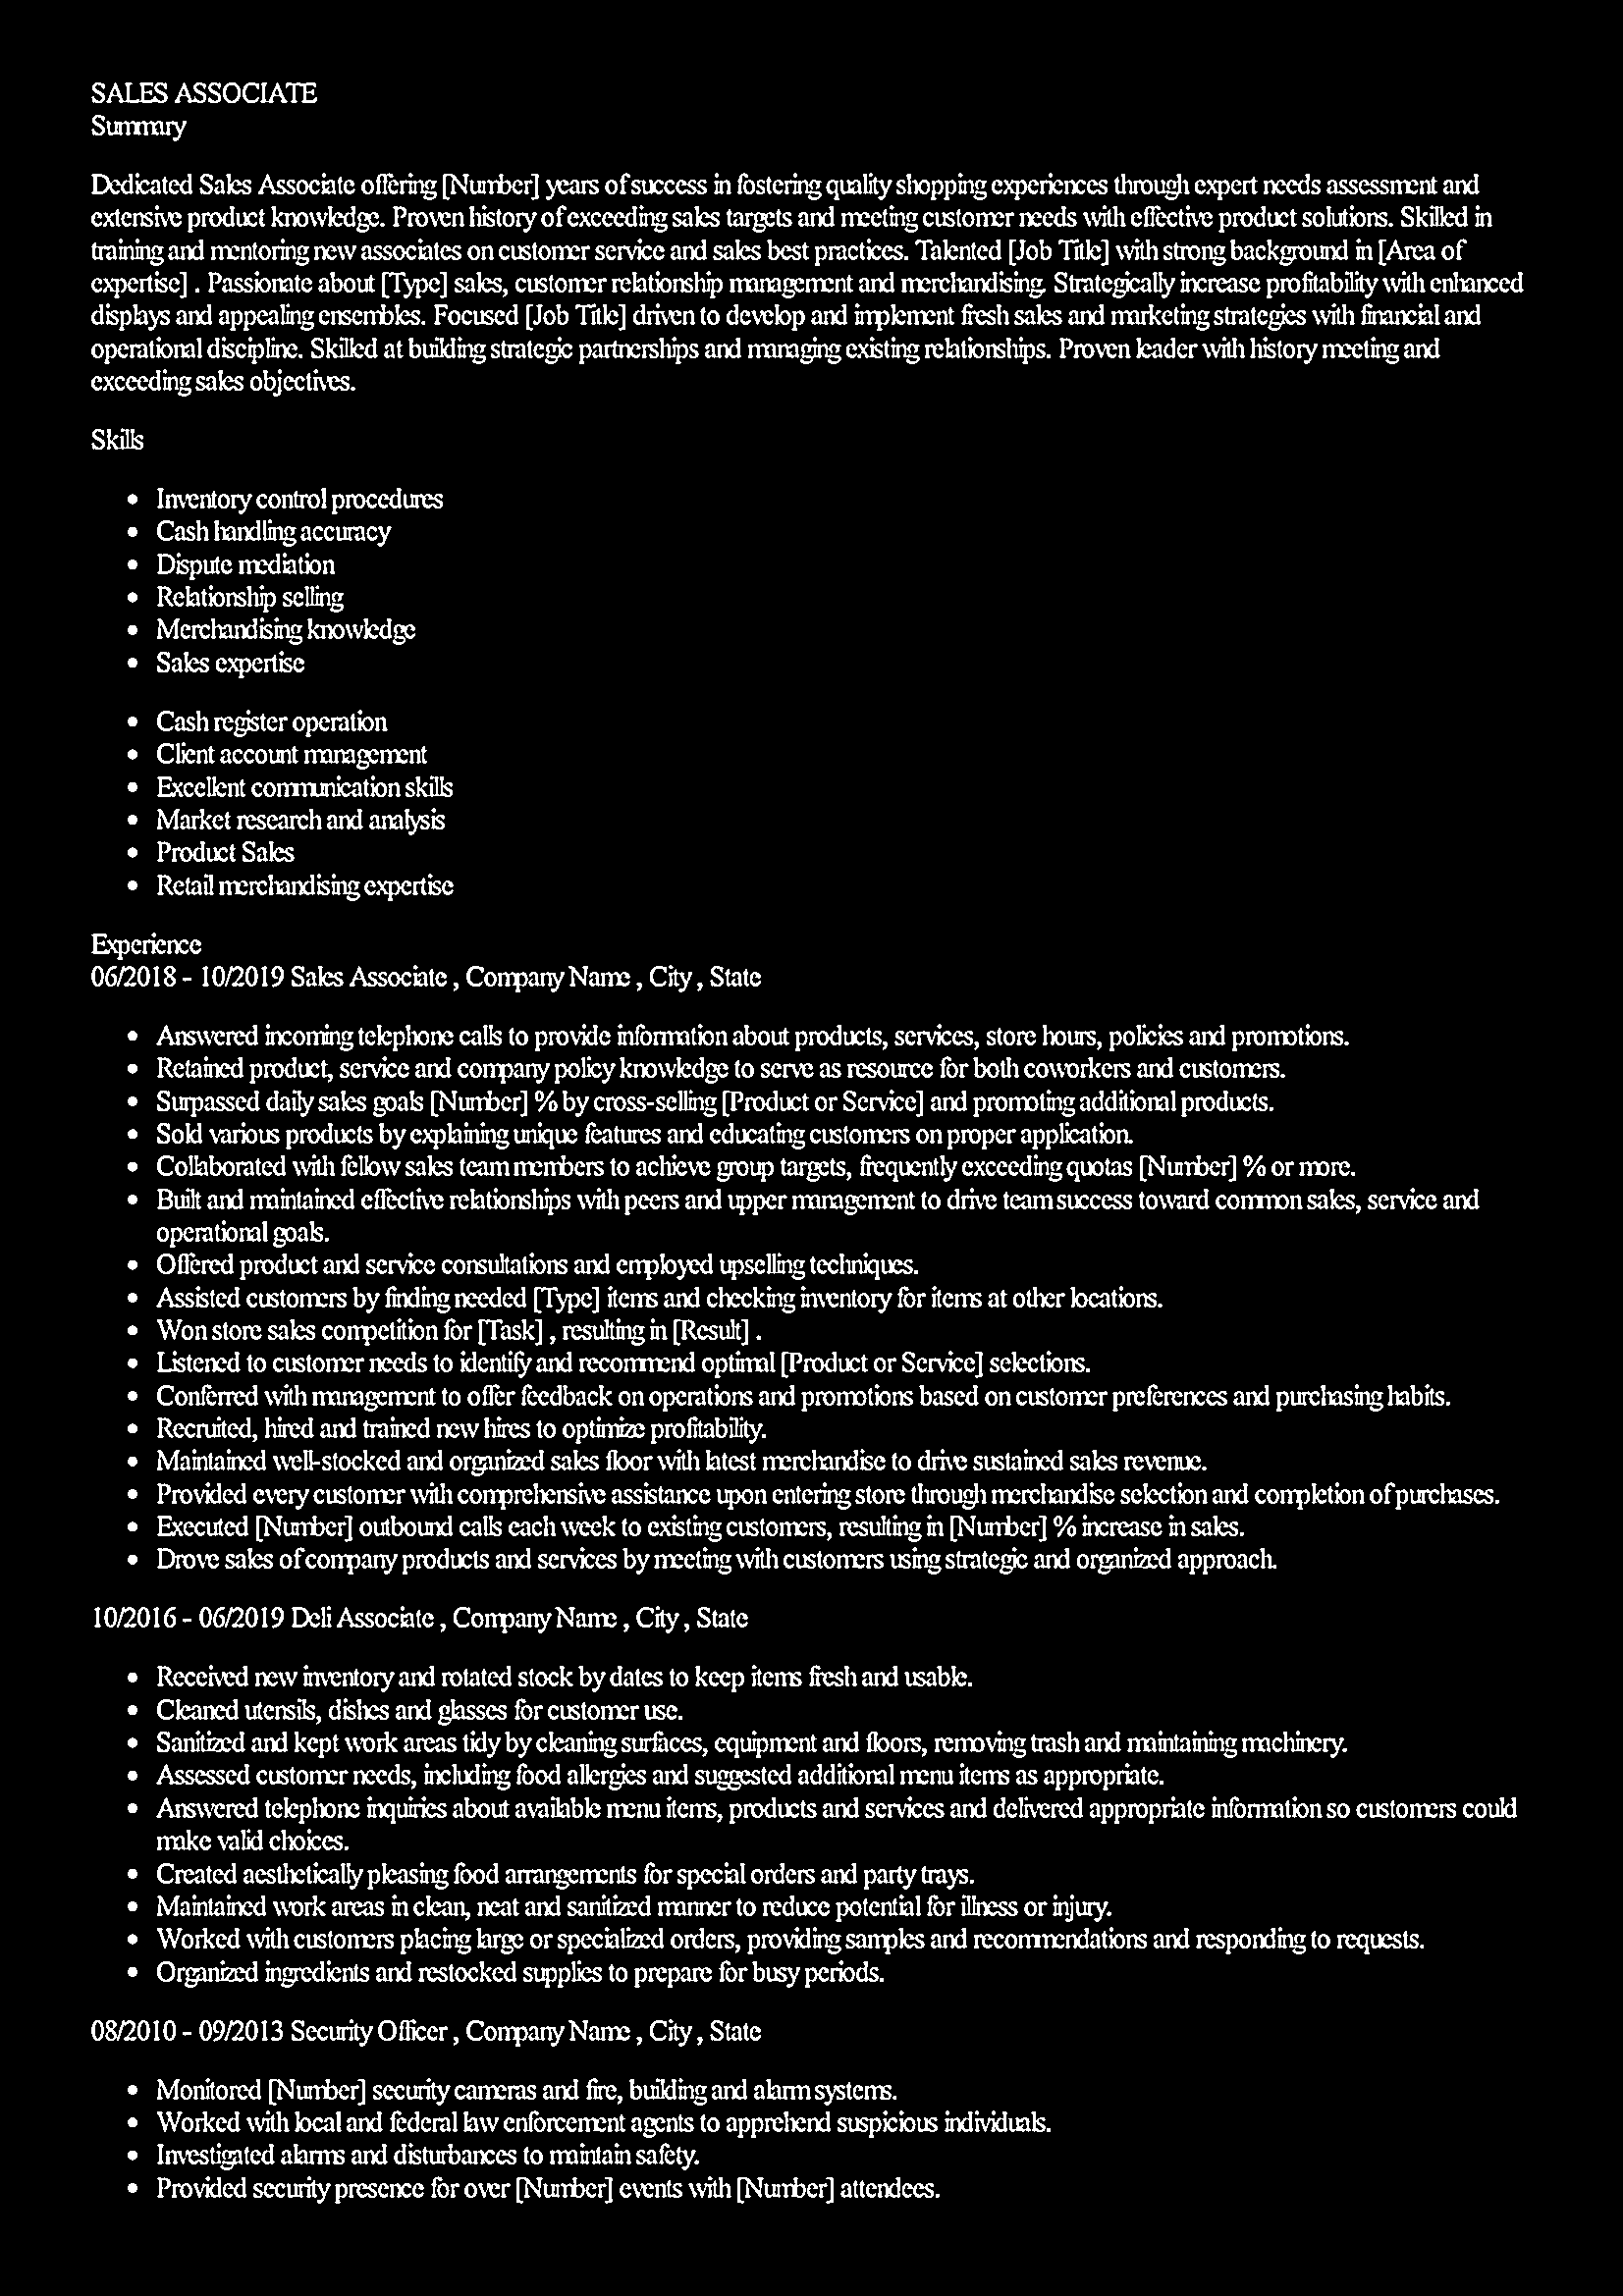 SALES ASSOCIATE
Summary
Dedicated Sales Associate offering [Number] years of success in fostering quality shopping experiences through expert needs assessment and
extensive product knowledge. Proven history of exceeding sales targets and meeting customer needs with effective product solutions. Skilled in
training and mentoring new associates on customer service and sales best practices. Talented [Job Title] with strong background in [Area of
expertise] . Passionate about [Type] sales, customer relationship management and merchandising. Strategically increase profitability with enhanced
displays and appealing ensembles. Focused [Job Title] driven to develop and implement fresh sales and marketing strategies with financial and
operational discipline. Skilled at building strategic partnerships and managing existing relationships. Proven leader with history meeting and
exceeding sales objectives.
Skills
• Inventory control procedures
• Cash handling accuracy
• Dispute mediation
• Relationship selling
• Merchandising knowledge
• Sales expertise
• Cash register operation
• Client account management
• Excellent communication skills
• Market research and analysis
• Product Sales
• Retail merchandising expertise
Experience
06/2018 - 10/2019 Sales Associate , Company Name , City , State
• Answered incoming telephone calls to provide information about products, services, store hours, policies and promotions.
• Retained product, service and company policy knowledge to serve as resource for both coworkers and customers.
• Surpassed daily sales goals [Number] % by cross-selling [Product or Service] and promoting additional products.
• Sold various products by explaining unique features and educating customers on proper application.
• Collaborated with fellow sales team members to achieve group targets, frequently exceeding quotas [Number] % or more.
• Built and maintained effective relationships with peers and upper management to drive team success toward common sales, service and
operational goals.
• Offered product and service consultations and employed upselling techniques.
• Assisted customers by finding needed [Type] items and checking inventory for items at other locations.
• Won store sales competition for [Task] , resulting in [Result] .
• Listened to customer needs to identify and recommend optimal [Product or Service] selections.
• Conferred with management to offer feedback on operations and promotions based on customer preferences and purchasing habits.
• Recruited, hired and trained new hires to optimize profitability.
• Maintained well-stocked and organized sales floor with latest merchandise to drive sustained sales revenue.
• Provided every customer with comprehensive assistance upon entering store through merchandise selection and completion of purchases.
• Executed [Number] outbound calls each week to existing customers, resulting in [Number] % increase in sales.
• Drove sales of company products and services by meeting with customers using strategic and organized approach.
10/2016 - 06/2019 Deli Associate , Company Name , City , State
• Received new inventory and rotated stock by dates to keep items fresh and usable.
• Cleaned utensils, dishes and glasses for customer use.
• Sanitized and kept work areas tidy by cleaning surfaces, equipment and floors, removing trash and maintaining machinery.
• Assessed customer needs, including food allergies and suggested additional menu items as appropriate.
• Answered telephone inquiries about available menu items, products and services and delivered appropriate information so customers could
make valid choices.
• Created aesthetically pleasing food arrangements for special orders and party trays.
• Maintained work areas in clean, neat and sanitized manner to reduce potential for illness or injury.
• Worked with customers placing large or specialized orders, providing samples and recommendations and responding to requests.
• Organized ingredients and restocked supplies to prepare for busy periods.
08/2010 - 09/2013 Security Officer , Company Name , City , State
• Monitored [Number] security cameras and fire, building and alarm systems.
• Worked with local and federal law enforcement agents to apprehend suspicious individuals.
• Investigated alarms and disturbances to maintain safety.
• Provided security presence for over [Number] events with [Number] attendees.